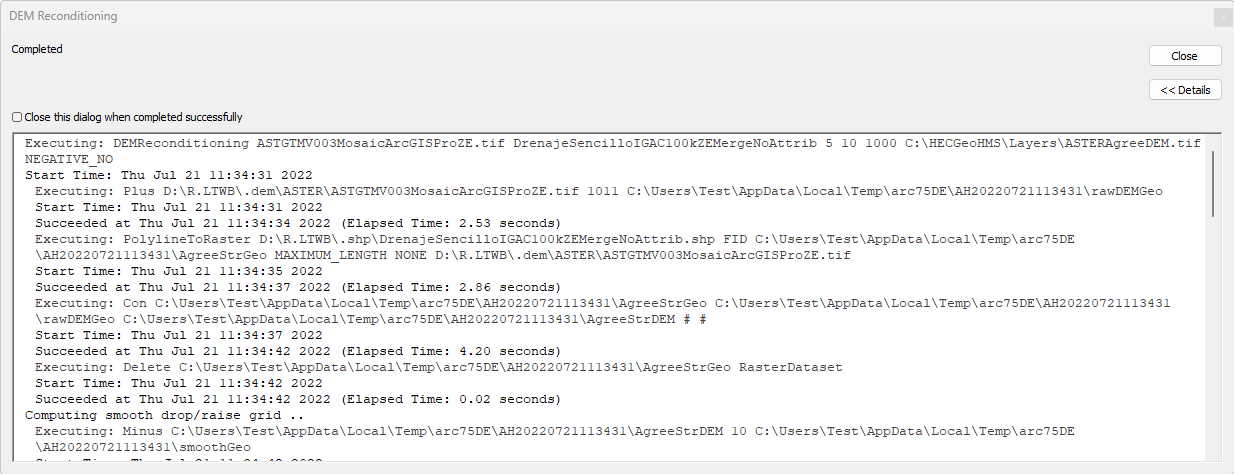 DEM Reconditioning
x
Completed
Close
<< Details
Close this dialog when completed successfully
Executing: DEMReconditioning ASTGTMV003MosaicArcGISProZE.tif DrenajeSencilloIGAC100kZEMergeNoAttrib 5 10 1000 C:\HECGeoHMS\Layers\ASTERAgreeDEM.tif
NEGATIVE_NO
Start Time: Thu Jul 21 11:34:31 2022
Executing: Plus D:\R.LTWB\.dem\ASTER\ASTGTMV003MosaicArcGISProZE.tif 1011 C:\Users\Test\AppData\Local\Temp\arc75DE\AH20220721113431\rawDEMGeo
Start Time: Thu Jul 21 11:34:31 2022
Succeeded at Thu Jul 21 11:34:34 2022 (Elapsed Time: 2.53 seconds)
Executing: PolylineToRaster D:\R.LTWB\.shp\DrenajeSencilloIGAC100kZEMergeNoAttrib.shp FID C:\Users\Test\AppData\Local\Temp\arc75DE
\AH20220721113431\AgreeStrGeo MAXIMUM_LENGTH NONE D:\R.LTWB\.dem\ASTER\ASTGTMV003MosaicArcGISProZE.tif
Start Time: Thu Jul 21 11:34:35 2022
Succeeded at Thu Jul 21 11:34:37 2022 (Elapsed Time: 2.86 seconds)
Executing: Con C:\Users\Test\AppData\Local\Temp\arc75DE\AH20220721113431\AgreeStrGeo C:\Users\Test\AppData\Local\Temp\arc75DE\AH20220721113431
\rawDEMGeo C:\Users\Test\AppData\Local\Temp\arc75DE\AH20220721113431\AgreeStrDEM # #
Start Time: Thu Jul 21 11:34:37 2022
Succeeded at Thu Jul 21 11:34:42 2022 (Elapsed Time: 4.20 seconds)
Executing: Delete C:\Users\Test\AppData\Local\Temp\arc75DE\AH20220721113431\AgreeStrGeo RasterDataset
Start Time: Thu Jul 21 11:34:42 2022
Succeeded at Thu Jul 21 11:34:42 2022 (Elapsed Time: 0.02 seconds)
Computing smooth drop/raise grid ..
Executing: Minus C:\Users\Test\AppData\Local\Temp\arc75DE\AH20220721113431\AgreeStrDEM 10 C:\Users\Test\AppData\Local\Temp\arc75DE
\AH20220721113431\smoothGeo